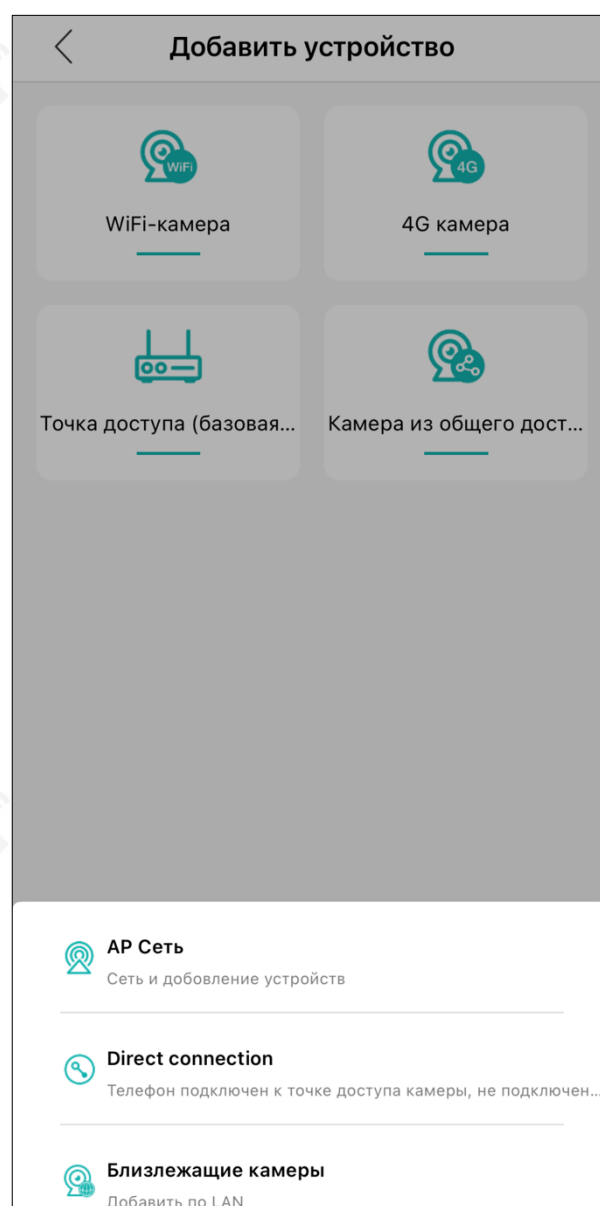 Добавить устройство
WiFi
4G
WiFi-камера
4G камера
Точка доступа (базовая...
Камера из общего дост...
AP Сеть
Сеть и добовление устройств
Direct connection
Телефон подключен к точке доступа камеры, не подключен...
Близлежащие камеры
Добавить по LAN